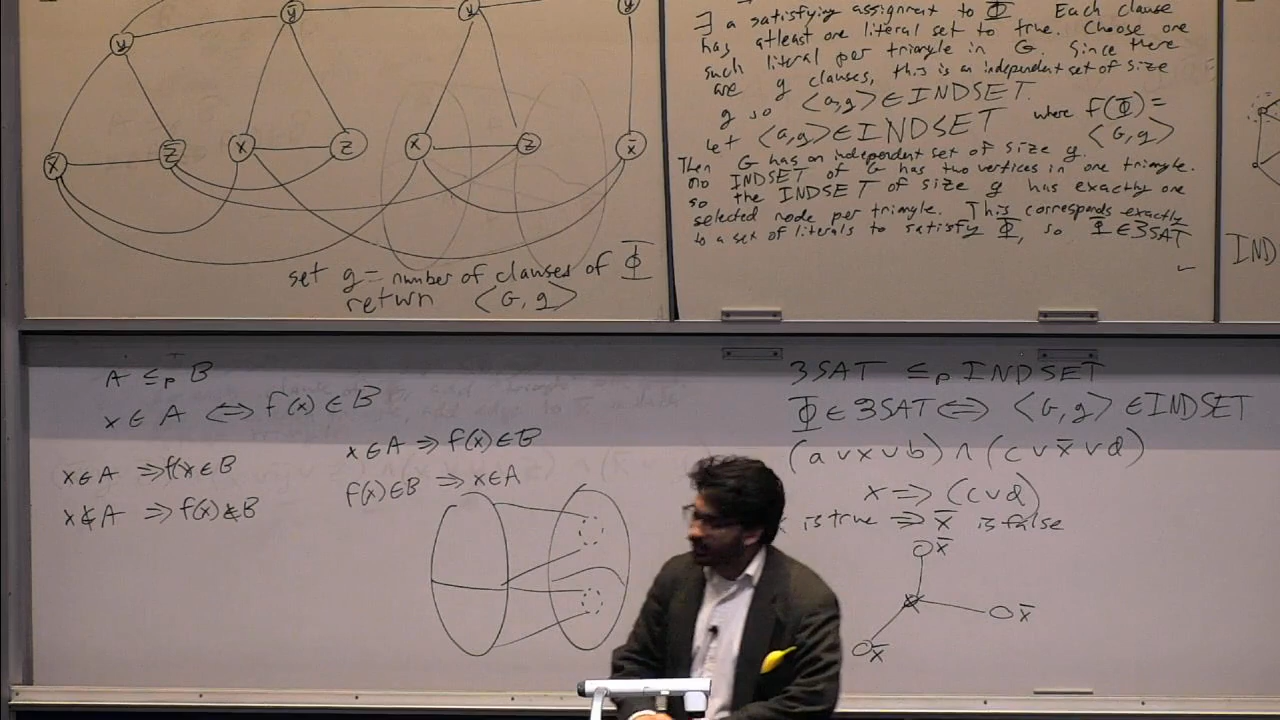 y
ȳ
y
ȳ
x̄
z̄
x
z
x
z
x̄
set g = number of clauses of Φ
return ⟨G, g⟩
∃ a satisfying assignment to Φ. Each clause
has atleast one literal set to true. Choose one
such literal per triangle in G. Since there
are g clauses, this is an independent set of size
g so ⟨G, g⟩ ∈ INDSET.
Let ⟨G, g⟩ ∈ INDSET where f(Φ) =
⟨G, g⟩
Then G has an independent set of size g.
no INDSET of G has two vertices in one triangle.
so the INDSET of size g has exactly one
selected node per triangle. This corresponds exactly
to a set of literals to satisfy Φ, so Φ ∈ 3SAT
✓
IND
A ≤p B
x ∈ A ⟺ f(x) ∈ B
x ∈ A ⇒ f(x ∈ B
x ∉ A ⇒ f(x) ∉ B
x ∈ A ⇒ f(x) ∈ B
f(x) ∈ B ⇒ x ∈ A
3SAT ≤p INDSET
Φ ∈ 3SAT ⟺ ⟨G, g⟩ ∈ INDSET
(a ∨ x ∨ b) ∧ (c ∨ x̄ ∨ d)
x ⇒ (c ∨ d)
is true ⇒ x̄ is false
x̄
x
x̄
x̄